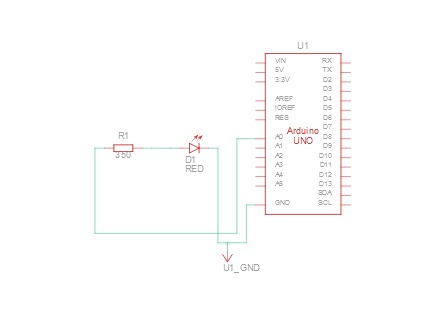 U1
VIN RX
5V TX
3.3V D2
D3
AREF D4
IOREF D5
RES D6
D7
Arduino
UNO
A0 D8
A1 D9
A2 D10
A3 D11
A4 D12
A5 D13
SDA
GND SCL
R1
350
D1
RED
U1_GND